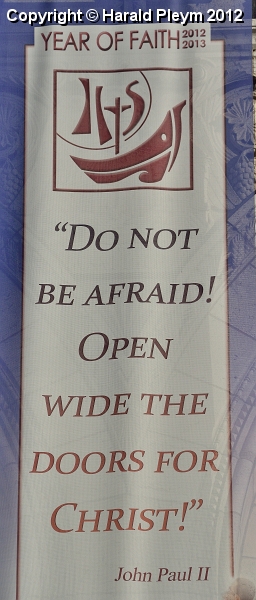 Copyright © Harald Pleym 2012
YEAR OF FAITH 2012 2013
IHS
“DO NOT
BE AFRAID!
OPEN
WIDE THE
DOORS FOR
CHRIST!”
John Paul II